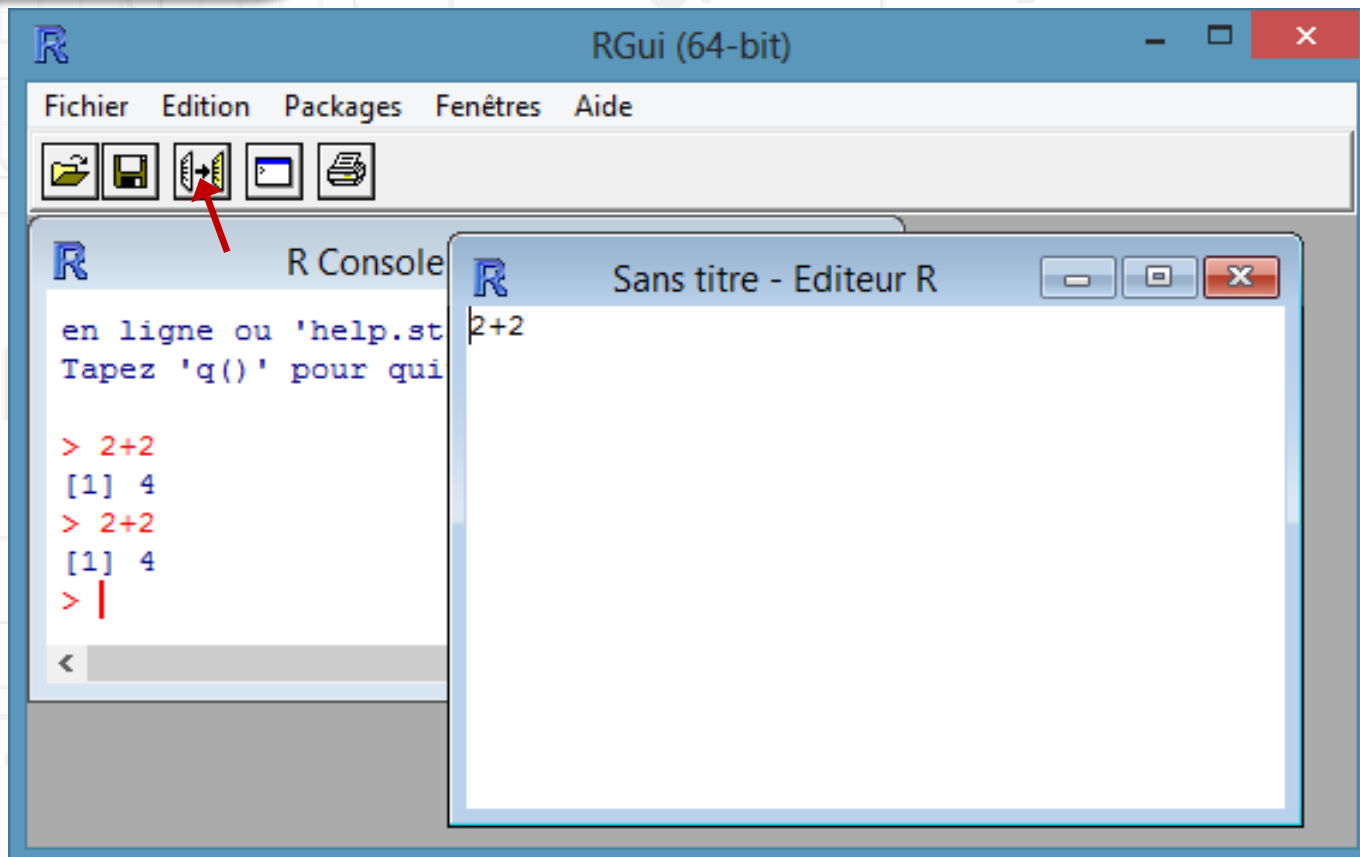 RGui (64-bit)
Fichier Edition Packages Fenêtres Aide
R Console
en ligne ou 'help.st
Tapez 'q()' pour qui
> 2+2
[1] 4
> 2+2
[1] 4
>
Sans titre - Editeur R
2+2